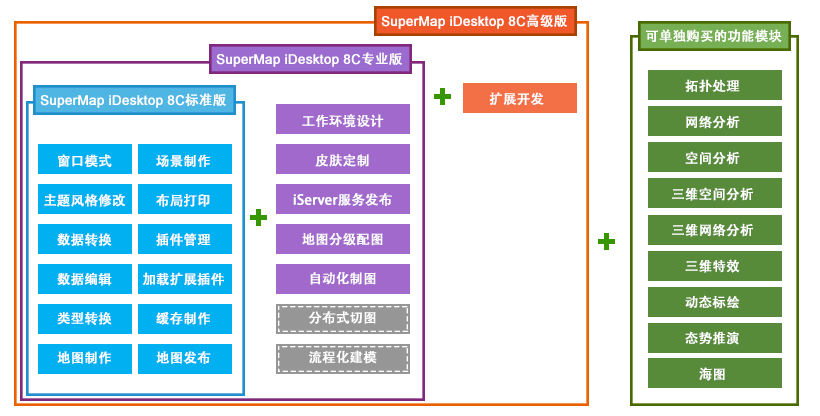 SuperMap iDesktop 8C高级版
SuperMap iDesktop 8C专业版
SuperMap iDesktop 8C标准版
窗口模式
场景制作
主题风格修改
布局打印
数据转换
插件管理
数据编辑
加载扩展插件
类型转换
缓存制作
地图制作
地图发布
工作环境设计
皮肤定制
iServer服务发布
地图分级配图
自动化制图
分布式切图
流程化建模
扩展开发
可单独购买的功能模块
拓扑处理
网络分析
空间分析
三维空间分析
三维网络分析
三维特效
动态标绘
态势推演
海图